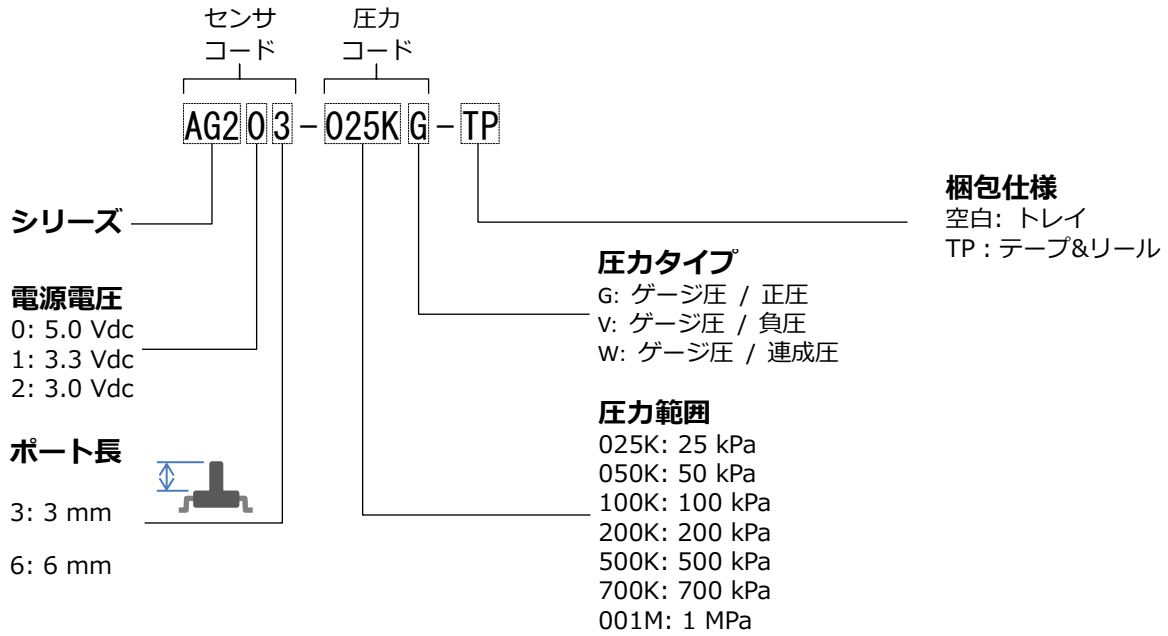 センサ
コード
圧力
コード
AG203-025KG-TP
シリーズ
電源電圧
0: 5.0 Vdc
1: 3.3 Vdc
2: 3.0 Vdc
ポート長
3: 3 mm
6: 6 mm
圧力タイプ
G: ゲージ圧 / 正圧
V: ゲージ圧 / 負圧
W: ゲージ圧 / 連成圧
圧力範囲
025K: 25 kPa
050K: 50 kPa
100K: 100 kPa
200K: 200 kPa
500K: 500 kPa
700K: 700 kPa
001M: 1 MPa
梱包仕様
空白: トレイ
TP : テープ&リール